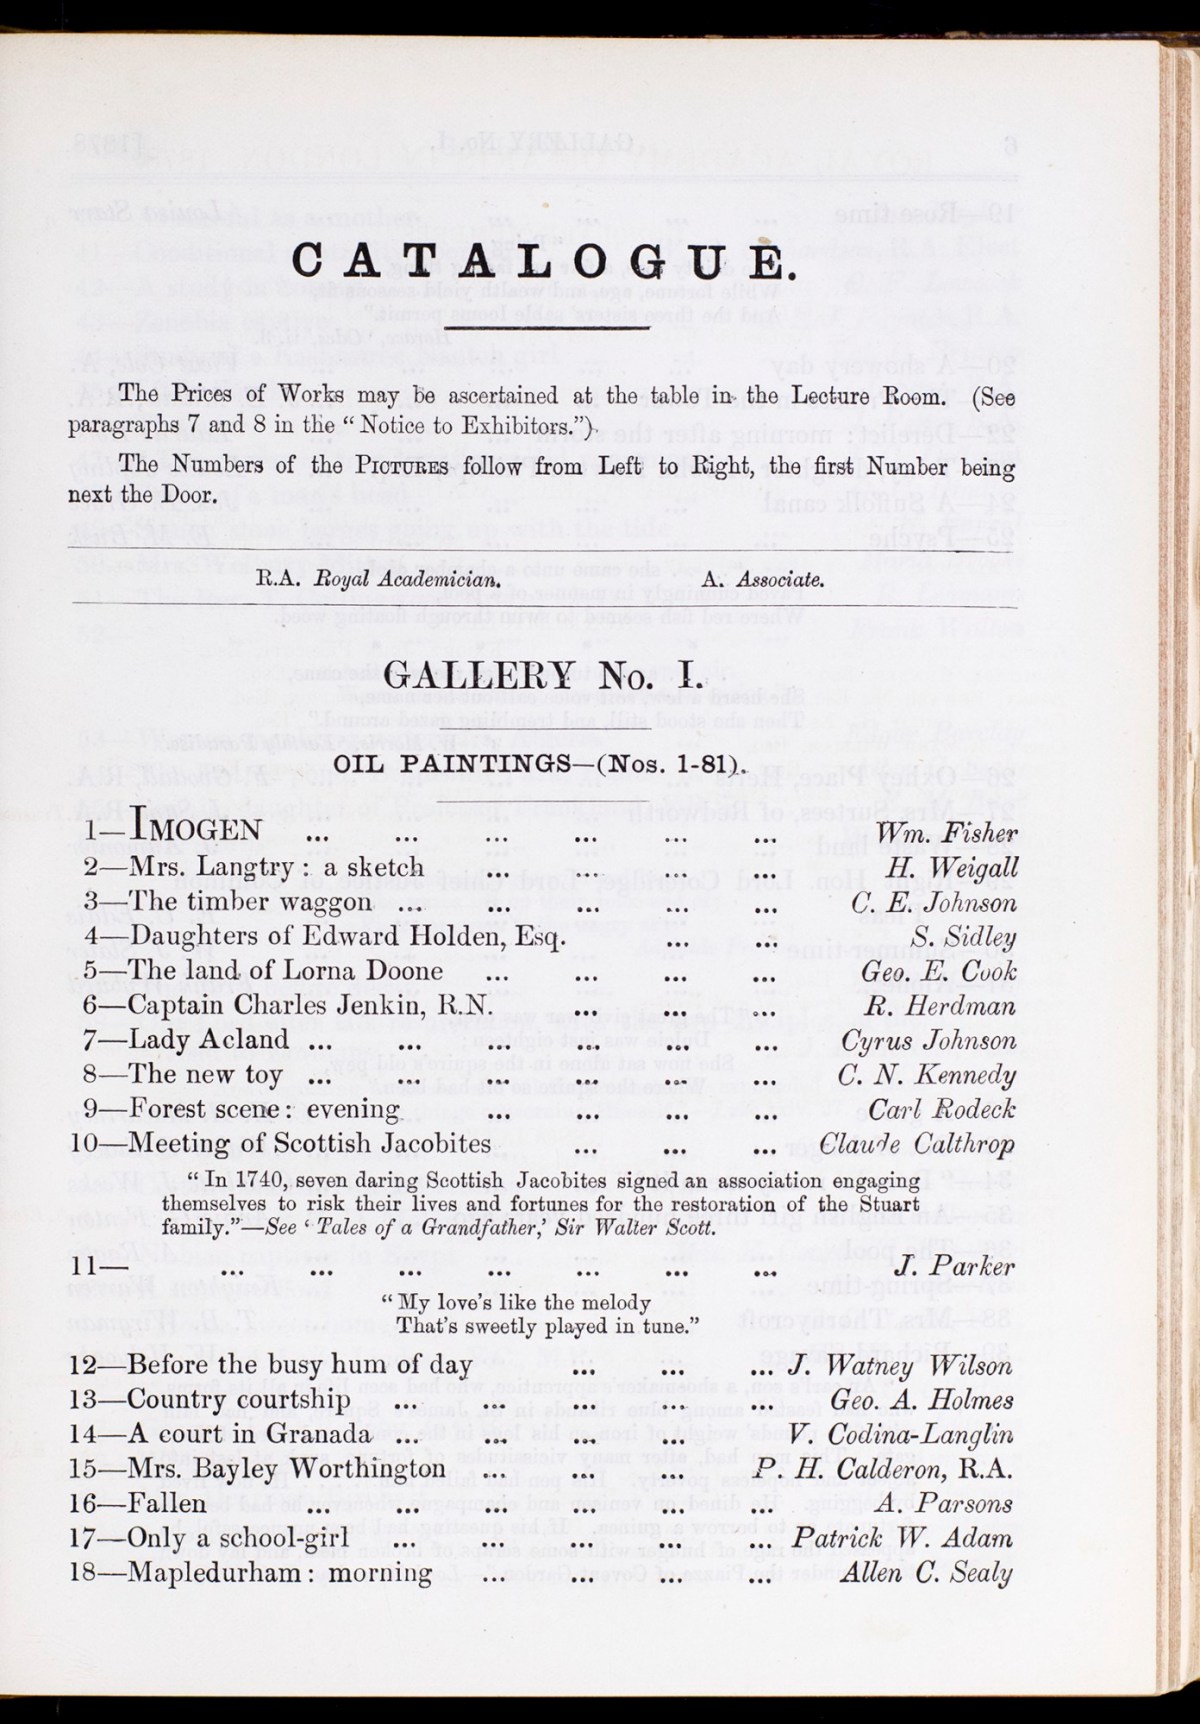 CATALOGUE.
The Prices of Works may be ascertained at the table in the Lecture Room. (See
paragraphs 7 and 8 in the “Notice to Exhibitors.”).
The Numbers of the PICTURES follow from Left to Right, the first Number being
next the Door.
R.A. Royal Academician. A. Associate.
GALLERY No. I.
OIL PAINTINGS—(Nos. 1-81).
1—IMOGEN ... ... ... ... ... ... Wm. Fisher
2—Mrs. Langtry: a sketch ... ... ... ... H. Weigall
3—The timber waggon ... ... ... ... ... C. E. Johnson
4—Daughters of Edward Holden, Esq. ... ... S. Sidley
5—The land of Lorna Doone ... ... ... ... Geo. E. Cook
6—Captain Charles Jenkin, R.N. ... ... ... R. Herdman
7—Lady Acland ... ... ... ... ... ... Cyrus Johnson
8—The new toy ... ... ... ... ... ... C. N. Kennedy
9—Forest scene: evening ... ... ... ... Carl Rodeck
10—Meeting of Scottish Jacobites ... ... ... Claude Calthrop
“In 1740, seven daring Scottish Jacobites signed an association engaging
themselves to risk their lives and fortunes for the restoration of the Stuart
family.”—See ‘Tales of a Grandfather,’ Sir Walter Scott.
11— ... ... ... ... ... ... ... J. Parker
“My love's like the melody
That's sweetly played in tune.”
12—Before the busy hum of day ... ... ... J. Watney Wilson
13—Country courtship ... ... ... ... ... Geo. A. Holmes
14—A court in Granada ... ... ... ... ... V. Codina-Langlin
15—Mrs. Bayley Worthington ... ... ... P. H. Calderon, R.A.
16—Fallen ... ... ... ... ... ... ... A. Parsons
17—Only a school-girl ... ... ... ... ... Patrick W. Adam
18—Mapledurham: morning ... ... ... ... Allen C. Sealy